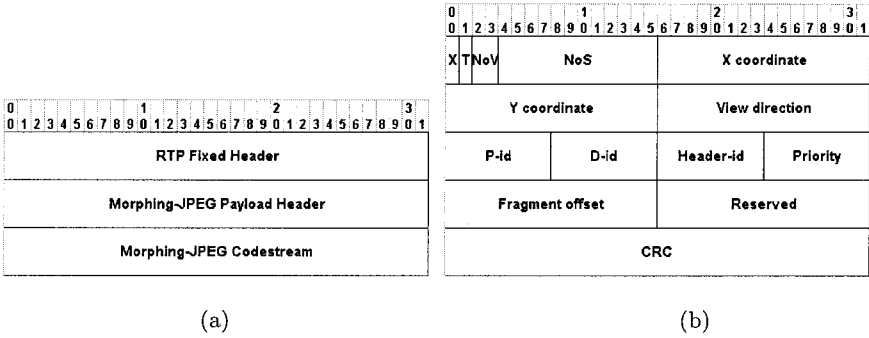 0 1 2 3
0 1 2 3 4 5 6 7 8 9 0 1 2 3 4 5 6 7 8 9 0 1 2 3 4 5 6 7 8 9 0 1
RTP Fixed Header
Morphing-JPEG Payload Header
Morphing-JPEG Codestream
(a)
0 1 2 3
0 1 2 3 4 5 6 7 8 9 0 1 2 3 4 5 6 7 8 9 0 1 2 3 4 5 6 7 8 9 0 1
X T NoV NoS X coordinate
Y coordinate View direction
P-id D-id Header-id Priority
Fragment offset Reserved
CRC
(b)